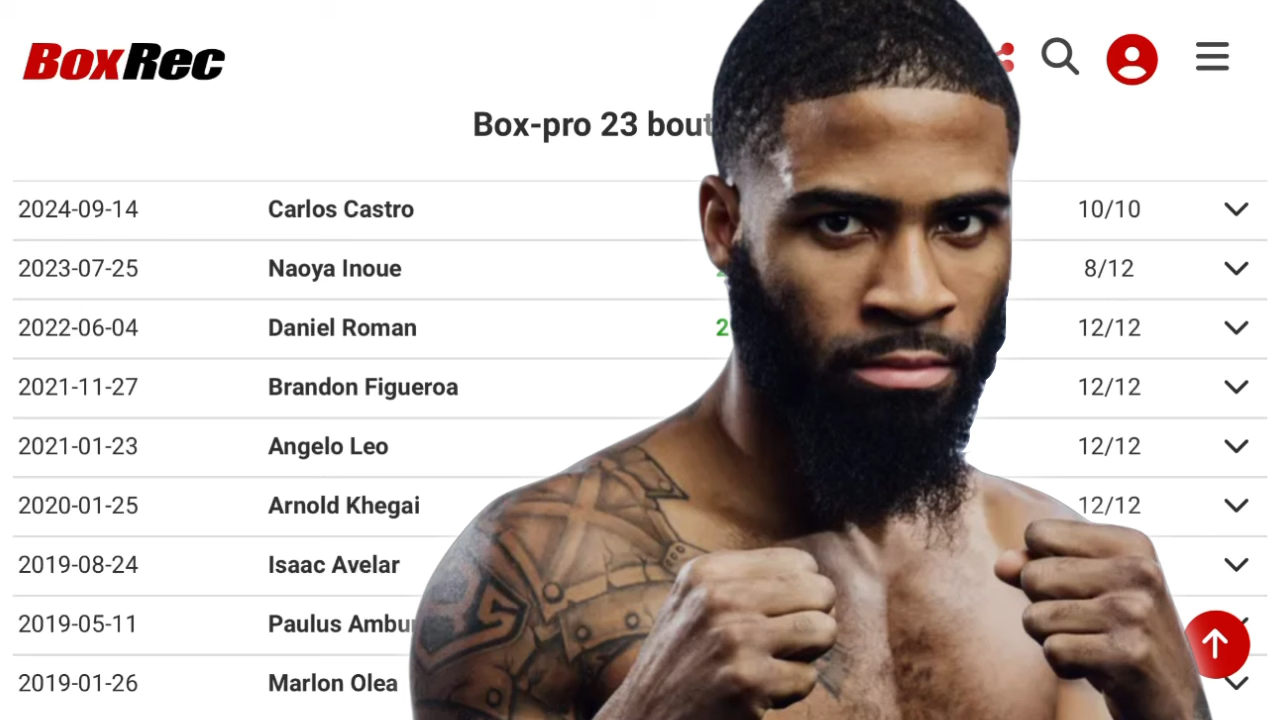 BoxRec
Box-pro 23 bout
2024-09-14 Carlos Castro 10/10
2023-07-25 Naoya Inoue 8/12
2022-06-04 Daniel Roman 2 12/12
2021-11-27 Brandon Figueroa 12/12
2021-01-23 Angelo Leo 12/12
2020-01-25 Arnold Khegai 12/12
2019-08-24 Isaac Avelar
2019-05-11 Paulus Ambu
2019-01-26 Marlon Olea